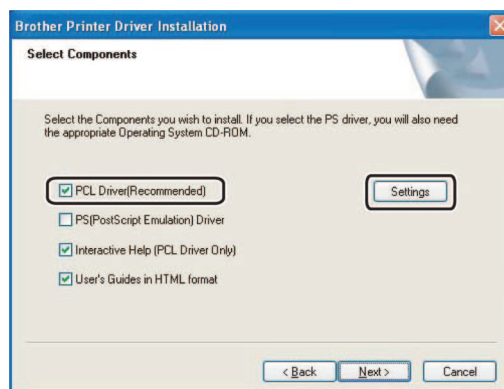 Brother Printer Driver Installation
Select Components
Select the Components you wish to install. If you select the PS driver, you will also need
the appropriate Operating System CD-ROM.
PCL Driver(Recommended)
Settings
PS(PostScript Emulation) Driver
Interactive Help (PCL Driver Only)
User's Guides in HTML format
< Back
Next >
Cancel